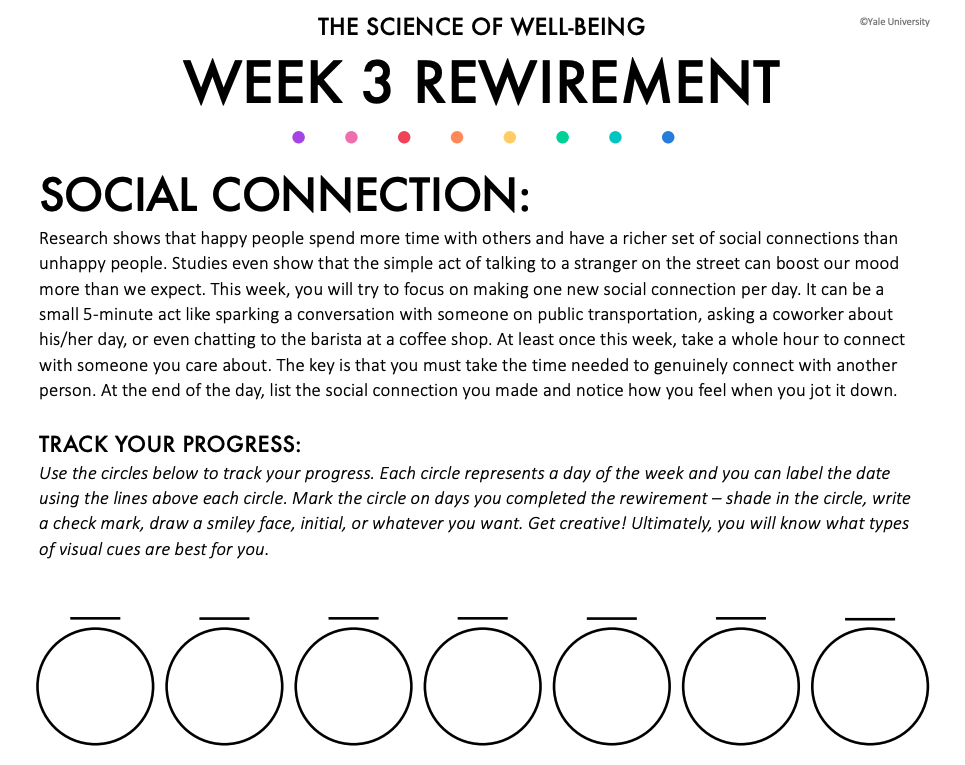 THE SCIENCE OF WELL-BEING
©Yale University
WEEK 3 REWIREMENT
SOCIAL CONNECTION:
Research shows that happy people spend more time with others and have a richer set of social connections than
unhappy people. Studies even show that the simple act of talking to a stranger on the street can boost our mood
more than we expect. This week, you will try to focus on making one new social connection per day. It can be a
small 5-minute act like sparking a conversation with someone on public transportation, asking a coworker about
his/her day, or even chatting to the barista at a coffee shop. At least once this week, take a whole hour to connect
with someone you care about. The key is that you must take the time needed to genuinely connect with another
person. At the end of the day, list the social connection you made and notice how you feel when you jot it down.
TRACK YOUR PROGRESS:
Use the circles below to track your progress. Each circle represents a day of the week and you can label the date
using the lines above each circle. Mark the circle on days you completed the rewirement – shade in the circle, write
a check mark, draw a smiley face, initial, or whatever you want. Get creative! Ultimately, you will know what types
of visual cues are best for you.